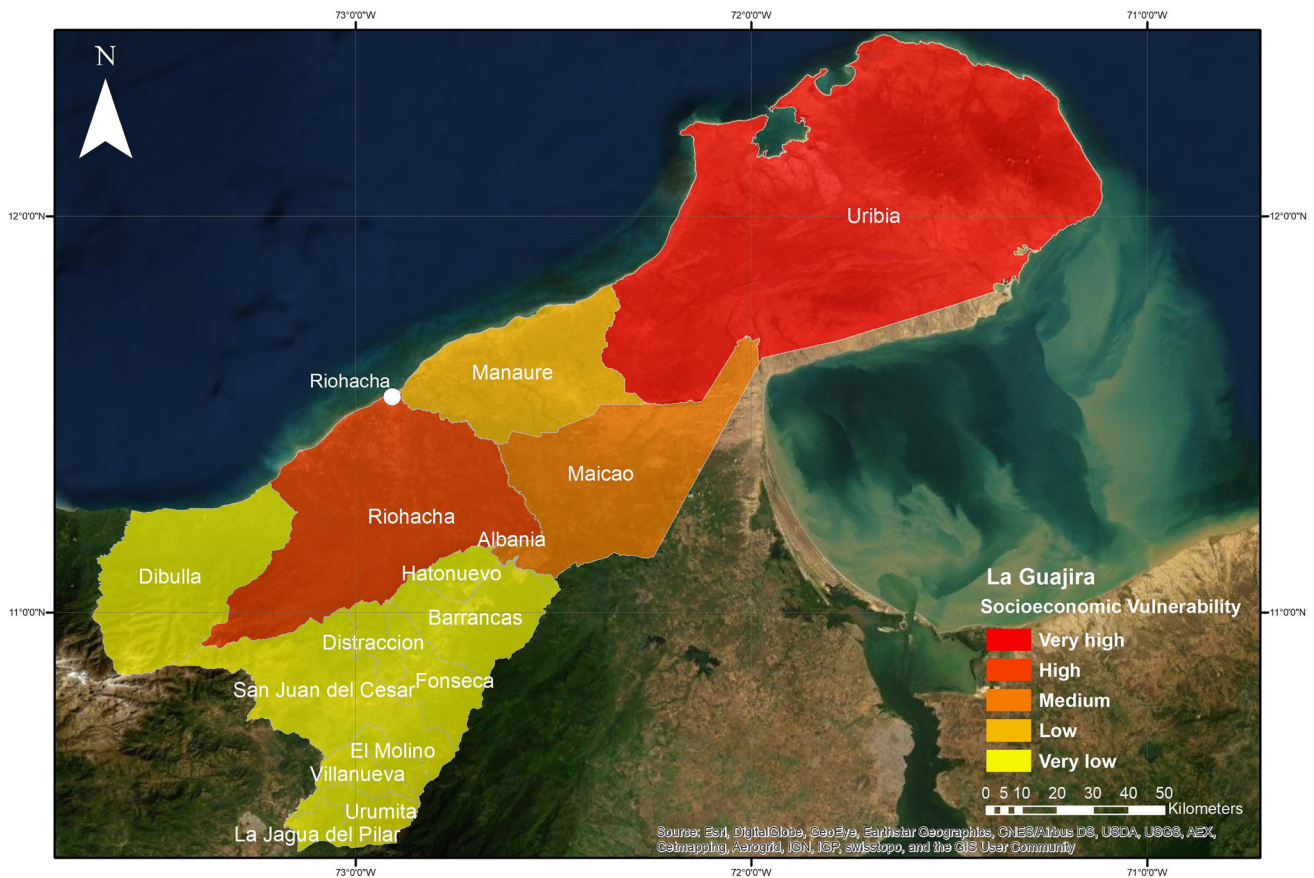 73°0'0"W 72°0'0"W 71°0'0"W
N
12°0'0"N 12°0'0"N
Uribia
Riohacha
Manaure
Maicao
Riohacha
Albania
Dibulla
Hatonuevo
Barrancas
Distraccion
Fonseca
San Juan del Cesar
El Molino
Villanueva
Urumita
La Jagua del Pilar
11°0'0"N 11°0'0"N
La Guajira
Socioeconomic Vulnerability
Very high
High
Medium
Low
Very low
0 5 10 20 30 40 50
Kilometers
Source: Esri, DigitalGlobe, GeoEye, Earthstar Geographics, CNES/Airbus DS, USDA, USGS, AEX,
Getmapping, Aerogrid, IGN, IGP, swisstopo, and the GIS User Community
73°0'0"W 72°0'0"W 71°0'0"W